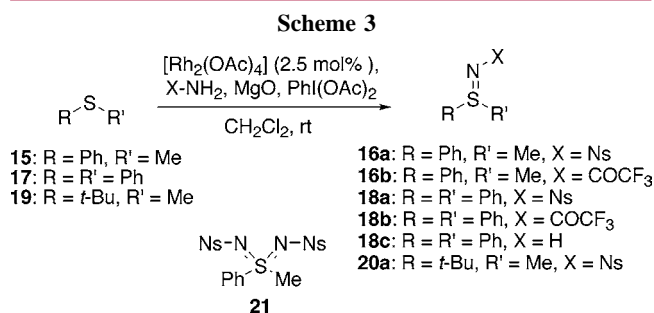 Scheme 3
[Rh₂(OAc)₄] (2.5 mol% ),
X-NH₂, MgO, PhI(OAc)₂
CH₂Cl₂, rt
R S R'
N X
S
R R'
15: R = Ph, R' = Me
17: R = R' = Ph
19: R = t-Bu, R' = Me
16a: R = Ph, R' = Me, X = Ns
16b: R = Ph, R' = Me, X = COCF₃
18a: R = R' = Ph, X = Ns
18b: R = R' = Ph, X = COCF₃
18c: R = R' = Ph, X = H
20a: R = t-Bu, R' = Me, X = Ns
Ns-N N-Ns
S
Ph Me
21